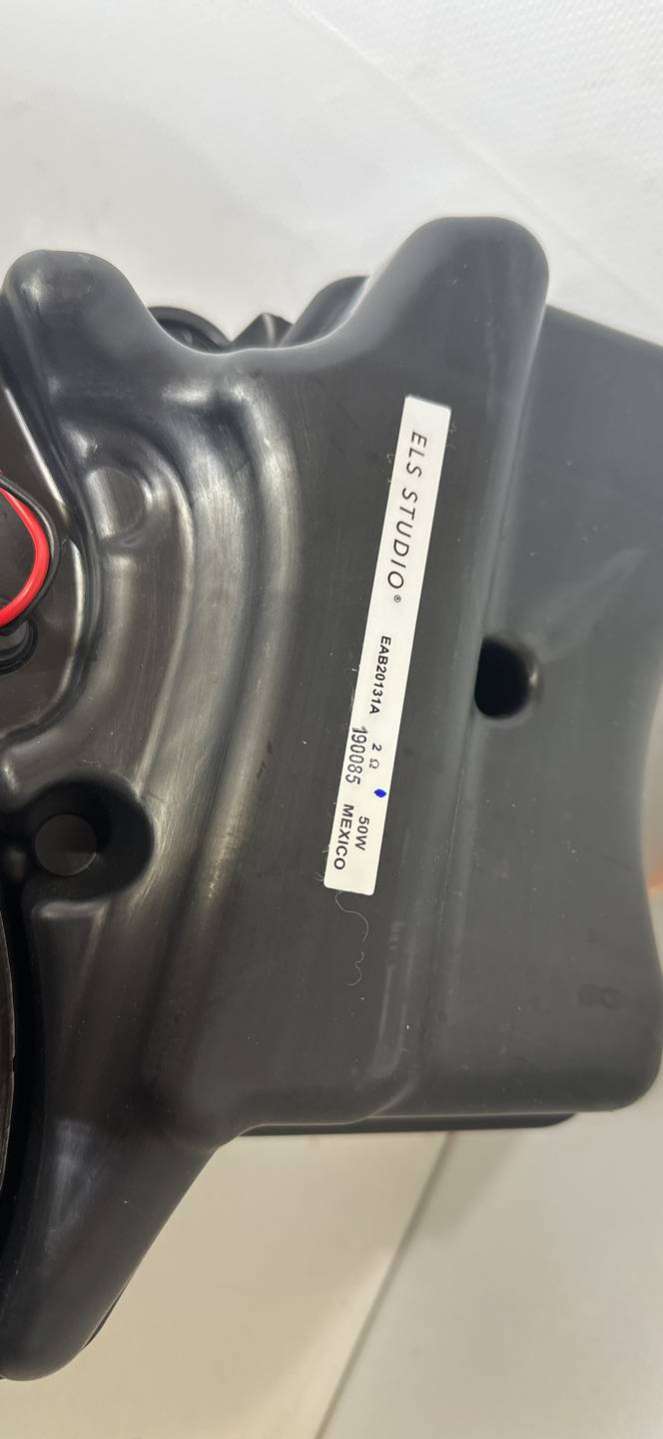 ELS STUDIO®
EAB20131A 2 Ω 50W
190085 MEXICO